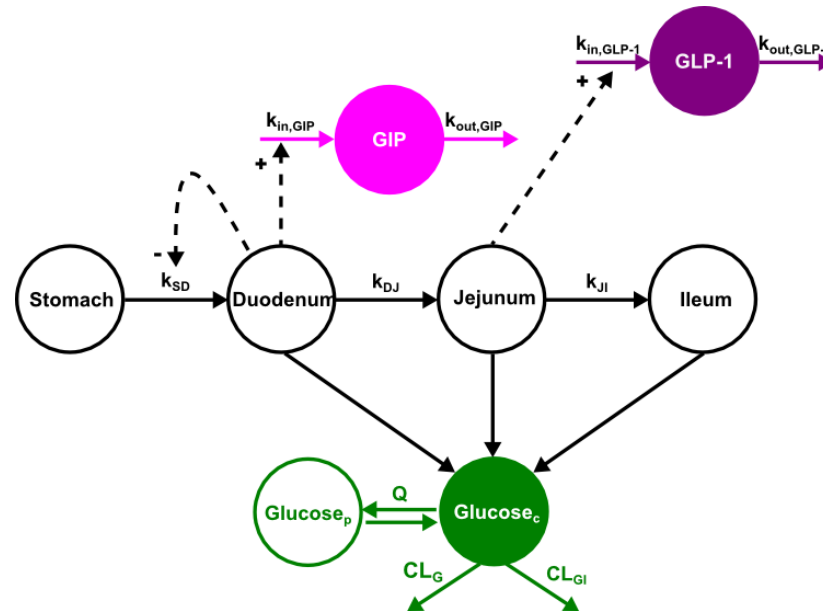 k_in,GLP-1
GLP-1
k_out,GLP-
+
k_in,GIP
GIP
k_out,GIP
+
-
Stomach
k_SD
Duodenum
k_DJ
Jejunum
k_JI
Ileum
Glucose_p
Q
Glucose_c
CL_G
CL_GI